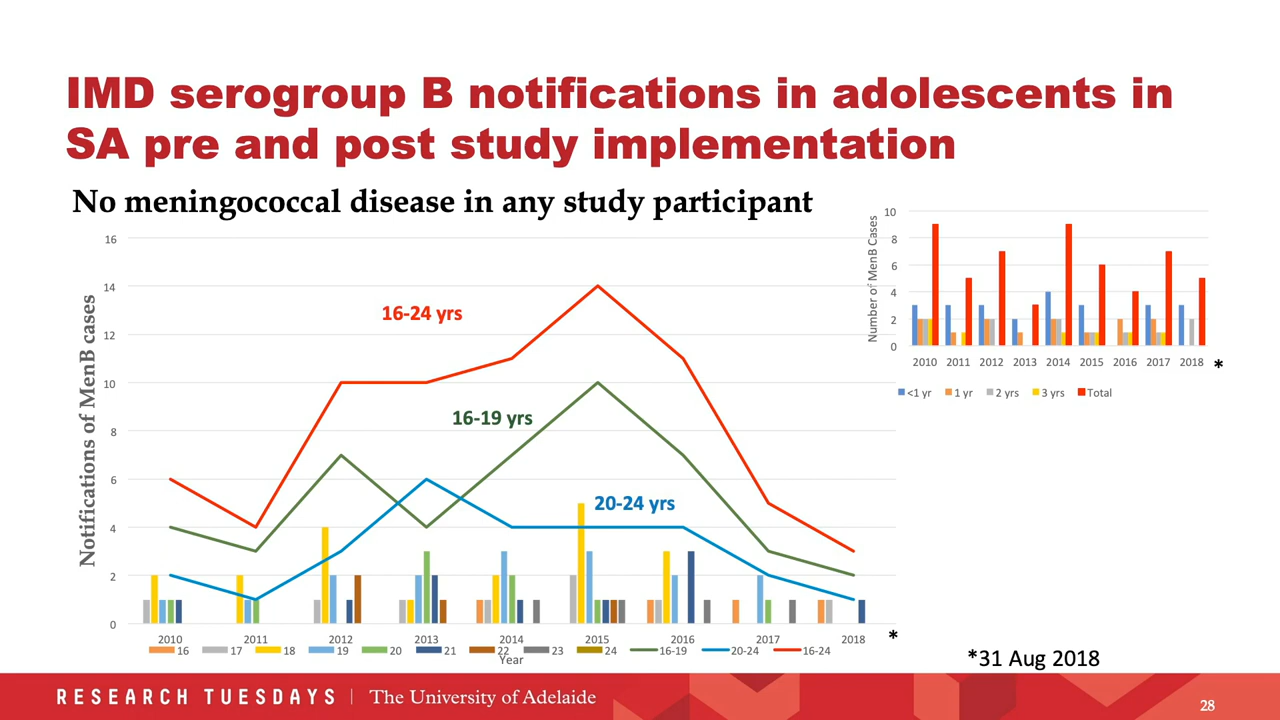 IMD serogroup B notifications in adolescents in
SA pre and post study implementation
No meningococcal disease in any study participant
Notifications of MenB cases
16
14
12
10
8
6
4
2
0
16-24 yrs
16-19 yrs
20-24 yrs
2010 2011 2012 2013 2014 2015 2016 2017 2018 *
16 17 18 19 20 21 22 23 24 16-19 20-24 16-24
Year
Number of MenB Cases
10
8
6
4
2
0
2010 2011 2012 2013 2014 2015 2016 2017 2018 *
<1 yr 1 yr 2 yrs 3 yrs Total
*31 Aug 2018
RESEARCH TUESDAYS | The University of Adelaide
28